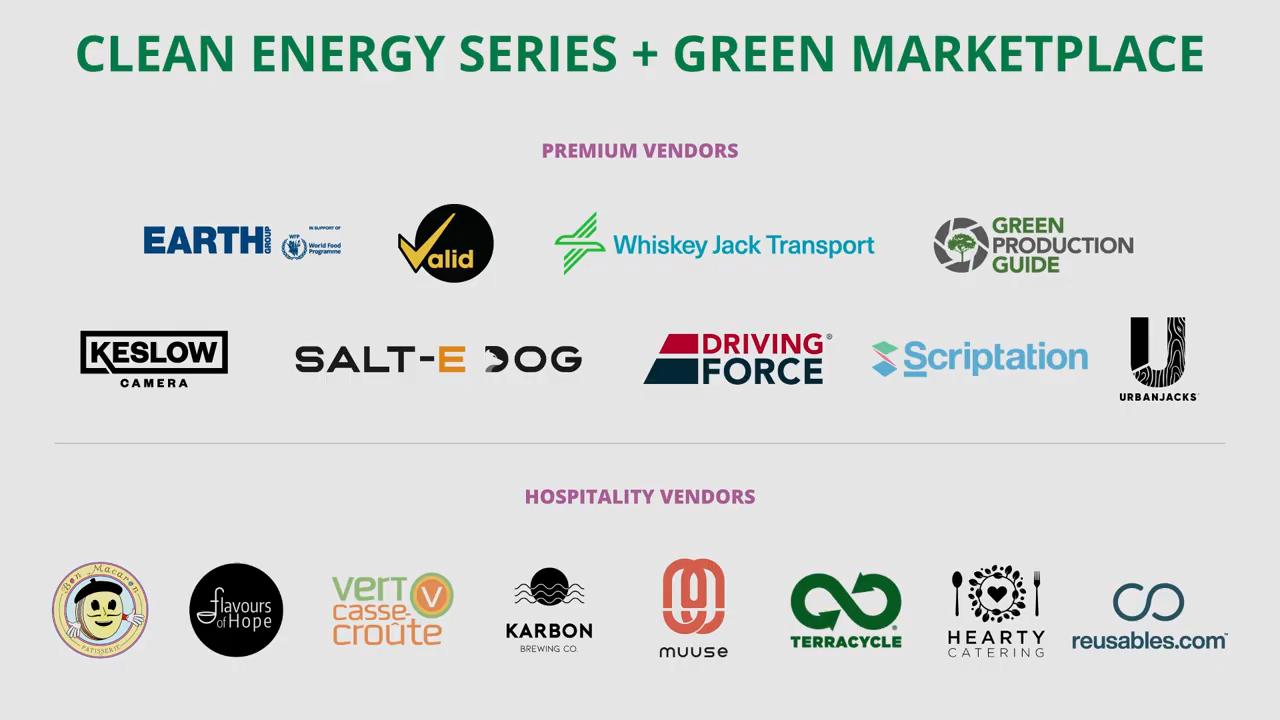 CLEAN ENERGY SERIES + GREEN MARKETPLACE
PREMIUM VENDORS
EARTH GROUP
IN SUPPORT OF
WFP
World Food
Programme
Valid
Whiskey Jack Transport
GREEN
PRODUCTION
GUIDE
KESLOW
CAMERA
SALT-E DOG
DRIVING®
FORCE
Scriptation
U
URBANJACKS
HOSPITALITY VENDORS
Bon Macaron
PATISSERIE
flavours
of Hope
VERT V
CASSE-
CROÛTE
KARBON
BREWING CO.
muuse
TERRACYCLE®
HEARTY
CATERING
reusables.com™